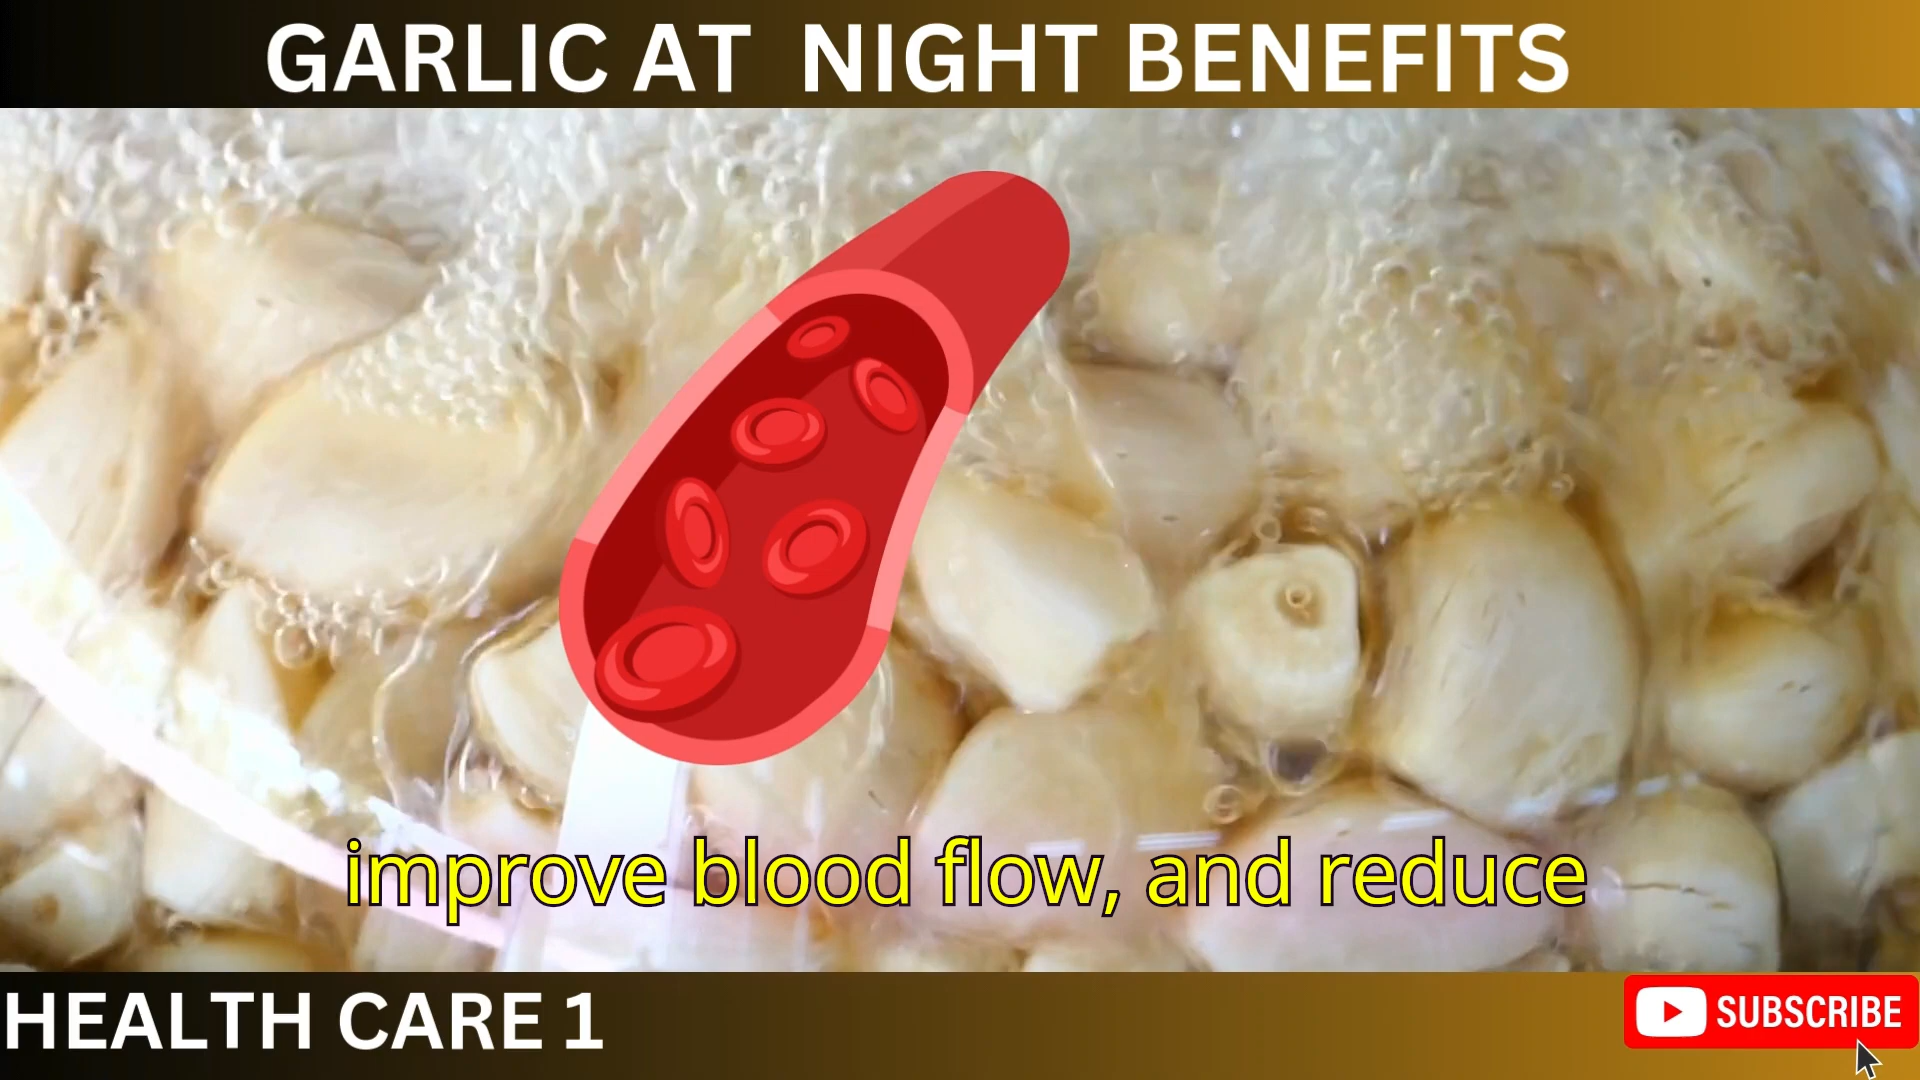 GARLIC AT NIGHT BENEFITS
improve blood flow, and reduce
HEALTH CARE 1
SUBSCRIBE